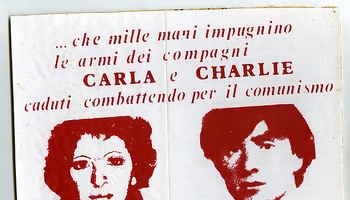 ...che mille mani impugnino
le armi dei compagni
CARLA e CHARLIE
caduti combattendo per il comunismo